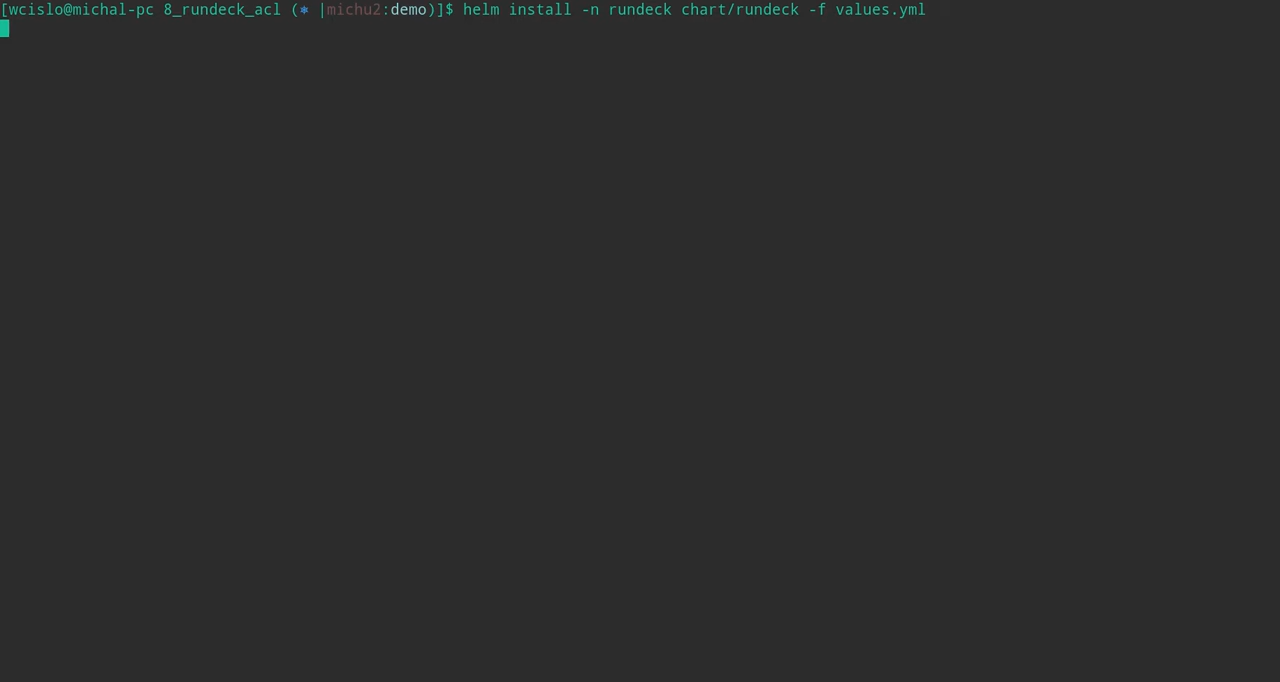 [wcislo@michal-pc 8_rundeck_acl (⎈ |michu2:demo)]$ helm install -n rundeck chart/rundeck -f values.yml